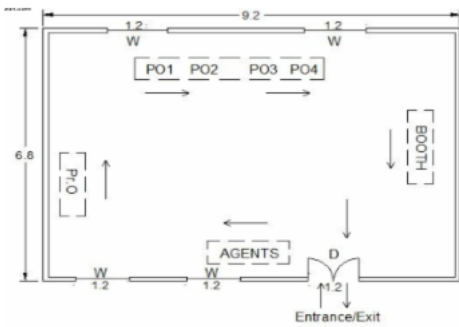 9.2
1.2 1.2
W W
PO1 PO2 PO3 PO4
6.8
BOOTH
Pr.O
AGENTS D
W W
1.2 1.2 1.2
Entrance/Exit